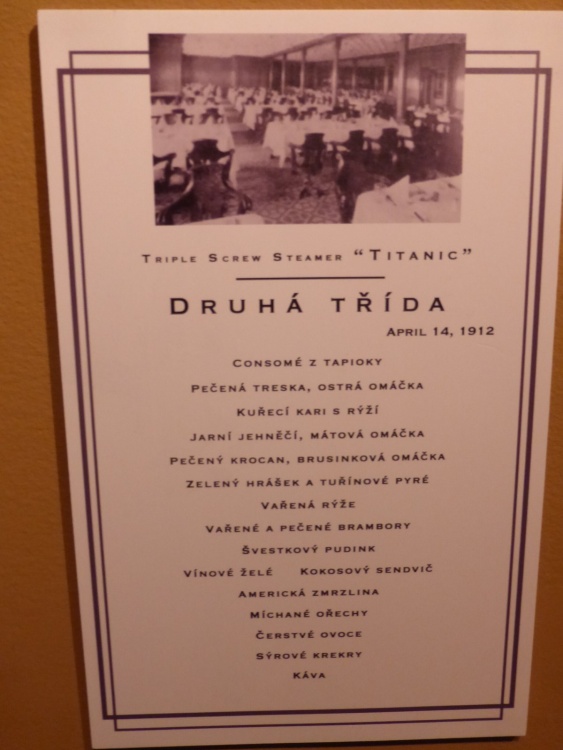 Triple Screw Steamer "Titanic"
Druhá třída
April 14, 1912
Consomé z tapioky
Pečená treska, ostrá omáčka
Kuřecí kari s rýží
Jarní jehněčí, mátová omáčka
Pečený krocan, brusinková omáčka
Zelený hrášek a tuřínové pyré
Vařená rýže
Vařené a pečené brambory
Švestkový pudink
Vínové želé Kokosový sendvič
Americká zmrzlina
Míchané ořechy
Čerstvé ovoce
Sýrové krekry
Káva